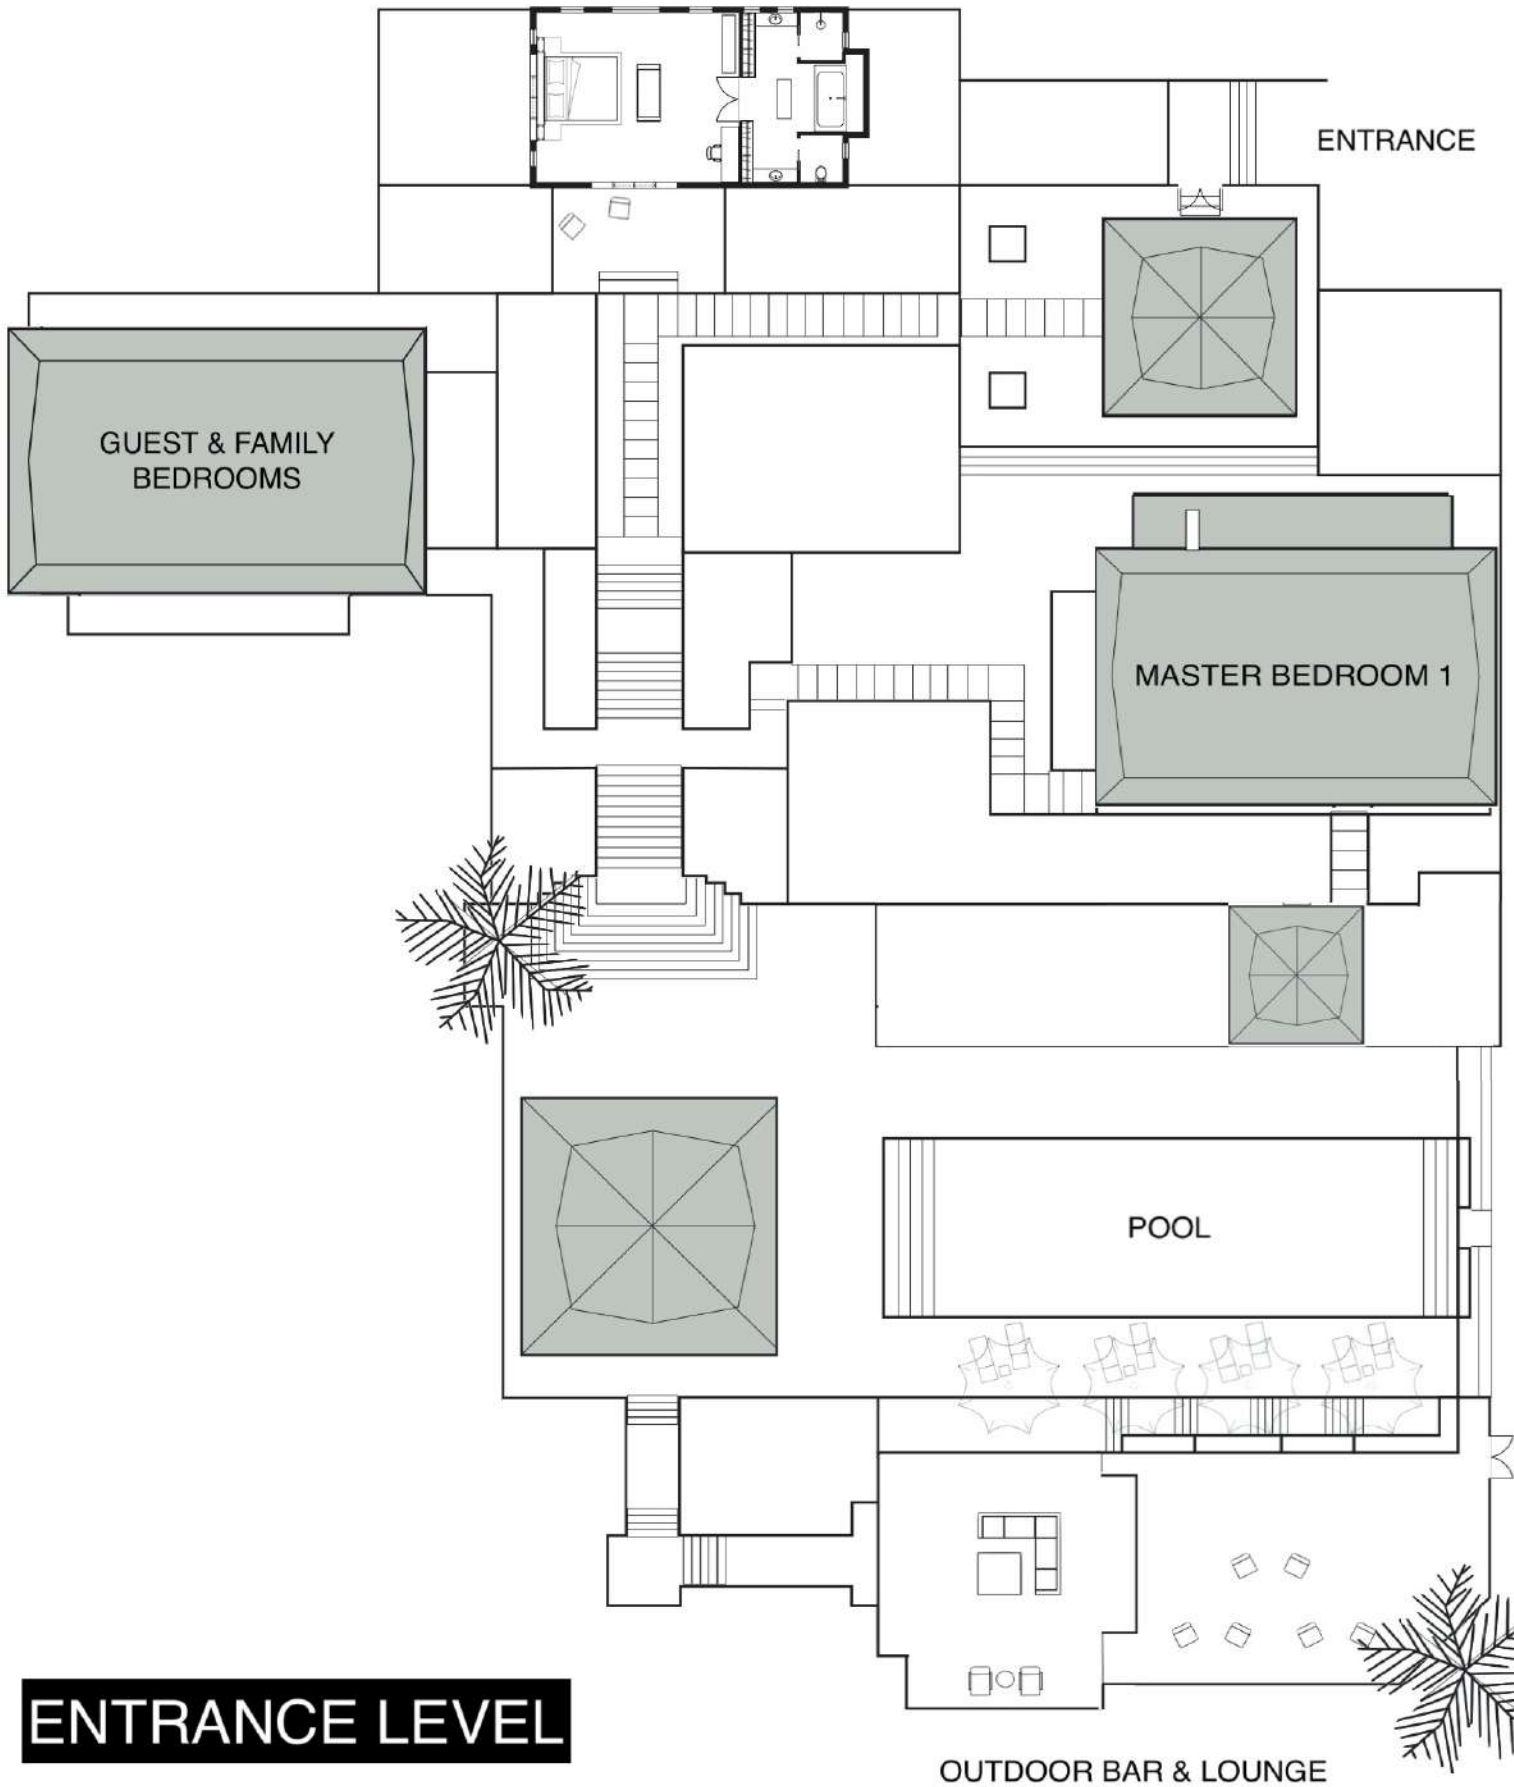 ENTRANCE
GUEST & FAMILY
BEDROOMS
MASTER BEDROOM 1
POOL
ENTRANCE LEVEL
OUTDOOR BAR & LOUNGE